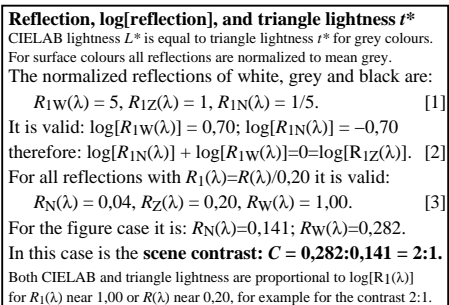 Reflection, log[reflection], and triangle lightness t*
CIELAB lightness L* is equal to triangle lightness t* for grey colours.
For surface colours all reflections are normalized to mean grey.
The normalized reflections of white, grey and black are:
R1W(λ) = 5, R1Z(λ) = 1, R1N(λ) = 1/5. [1]
It is valid: log[R1W(λ)] = 0,70; log[R1N(λ)] = –0,70
therefore: log[R1N(λ)] + log[R1W(λ)]=0=log[R1Z(λ)]. [2]
For all reflections with R1(λ)=R(λ)/0,20 it is valid:
RN(λ) = 0,04, RZ(λ) = 0,20, RW(λ) = 1,00. [3]
For the figure case it is: RN(λ)=0,141; RW(λ)=0,282.
In this case is the scene contrast: C = 0,282:0,141 = 2:1.
Both CIELAB and triangle lightness are proportional to log[R1(λ)]
for R1(λ) near 1,00 or R(λ) near 0,20, for example for the contrast 2:1.